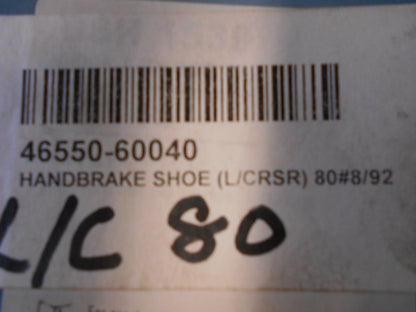 46550-60040
HANDBRAKE SHOE (L/CRSR) 80#8/92
L/C 80